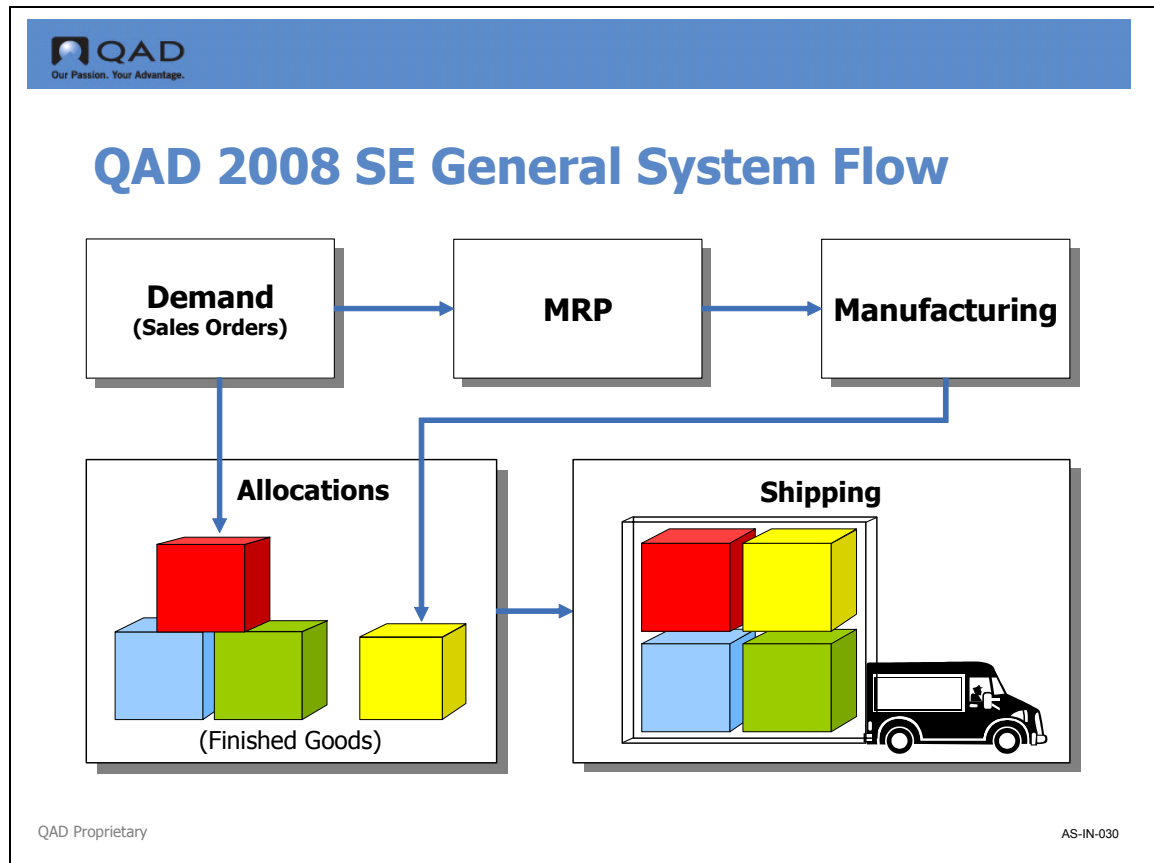 QAD
Our Passion. Your Advantage.
QAD 2008 SE General System Flow
Demand
(Sales Orders)
MRP
Manufacturing
Allocations
(Finished Goods)
Shipping
QAD Proprietary
AS-IN-030